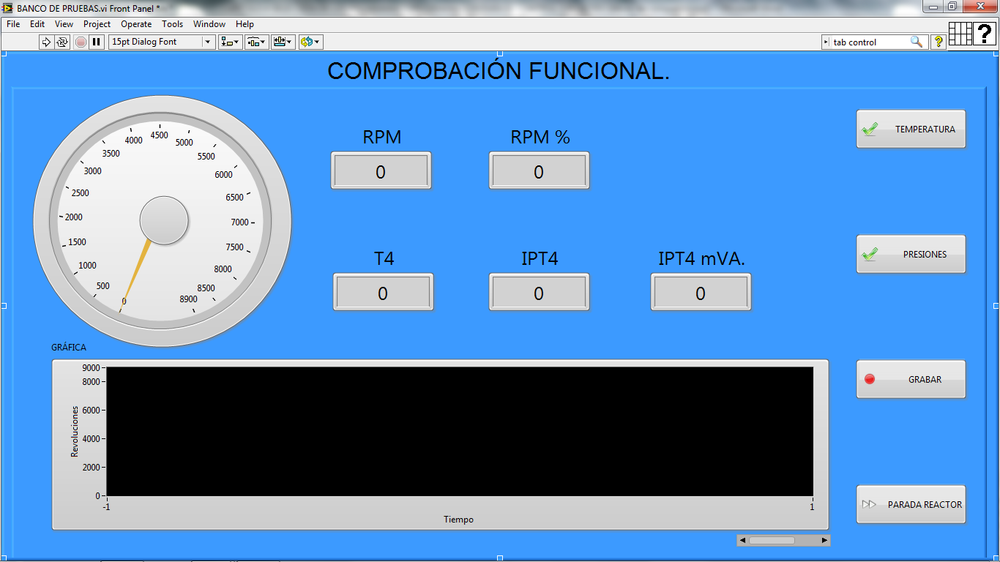 BANCO DE PRUEBAS.vi Front Panel *
File Edit View Project Operate Tools Window Help
15pt Dialog Font
tab control
?
?
COMPROBACIÓN FUNCIONAL.
0
500
1000
1500
2000
2500
3000
3500
4000
4500
5000
5500
6000
6500
7000
7500
8000
8500
8900
RPM
0
RPM %
0
T4
0
IPT4
0
IPT4 mVA.
0
TEMPERATURA
PRESIONES
GRABAR
PARADA REACTOR
GRÁFICA
Revoluciones
9000
8000
6000
4000
2000
0
-1 1
Tiempo